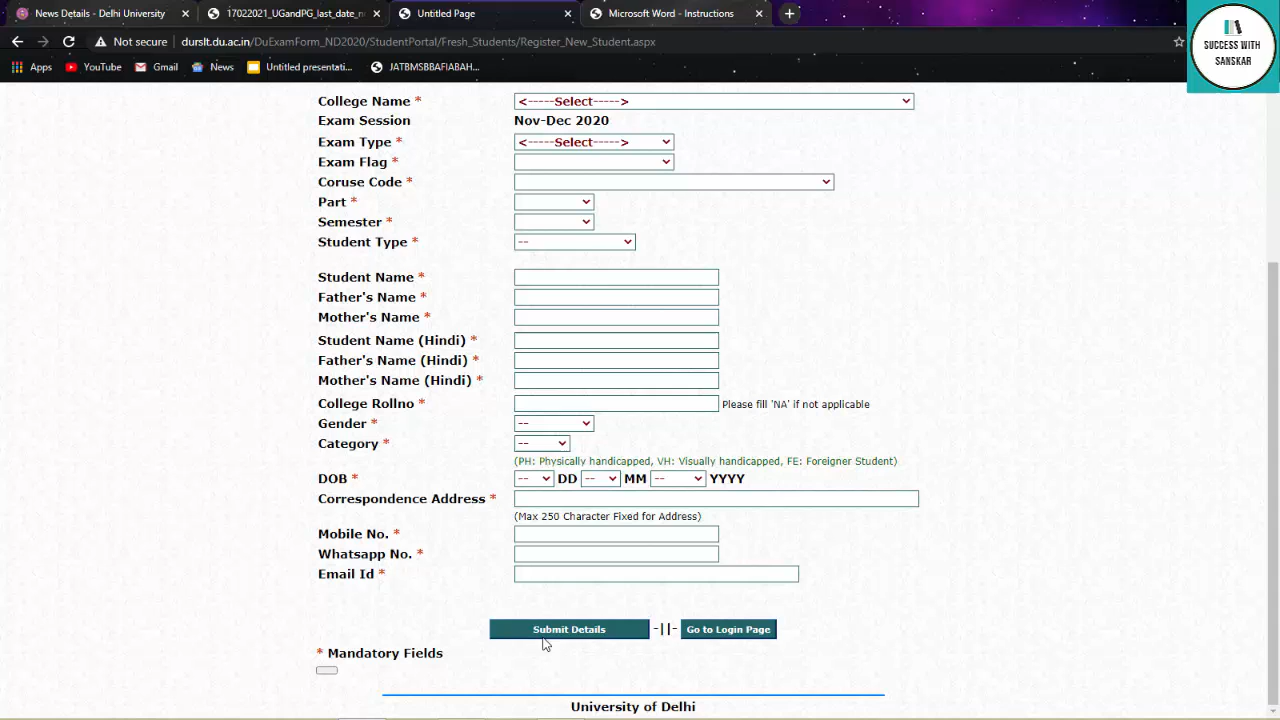 News Details - Delhi University
17022021_UGandPG_last_date_n
Untitled Page
Microsoft Word - Instructions
Not secure
durslt.du.ac.in/DuExamForm_ND2020/StudentPortal/Fresh_Students/Register_New_Student.aspx
SUCCESS WITH
SANSKAR
Apps
YouTube
Gmail
News
Untitled presentati...
JATBMSBBAFIABAH...
College Name * <-----Select----->
Exam Session Nov-Dec 2020
Exam Type * <-----Select----->
Exam Flag *
Coruse Code *
Part *
Semester *
Student Type * --
Student Name *
Father's Name *
Mother's Name *
Student Name (Hindi) *
Father's Name (Hindi) *
Mother's Name (Hindi) *
College Rollno * Please fill 'NA' if not applicable
Gender * --
Category * --
(PH: Physically handicapped, VH: Visually handicapped, FE: Foreigner Student)
DOB * -- DD -- MM -- YYYY
Correspondence Address *
(Max 250 Character Fixed for Address)
Mobile No. *
Whatsapp No. *
Email Id *
Submit Details -||- Go to Login Page
* Mandatory Fields
University of Delhi